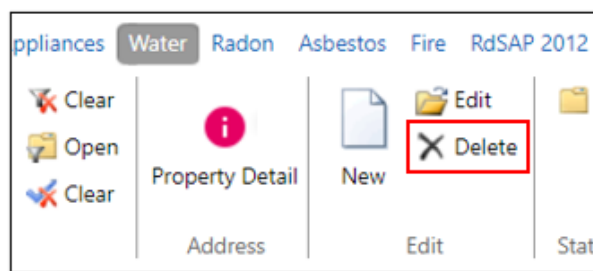 ppliances Water Radon Asbestos Fire RdSAP 2012
Clear
Open
Clear
Property Detail
Address
New
Edit
Delete
Edit
Stat